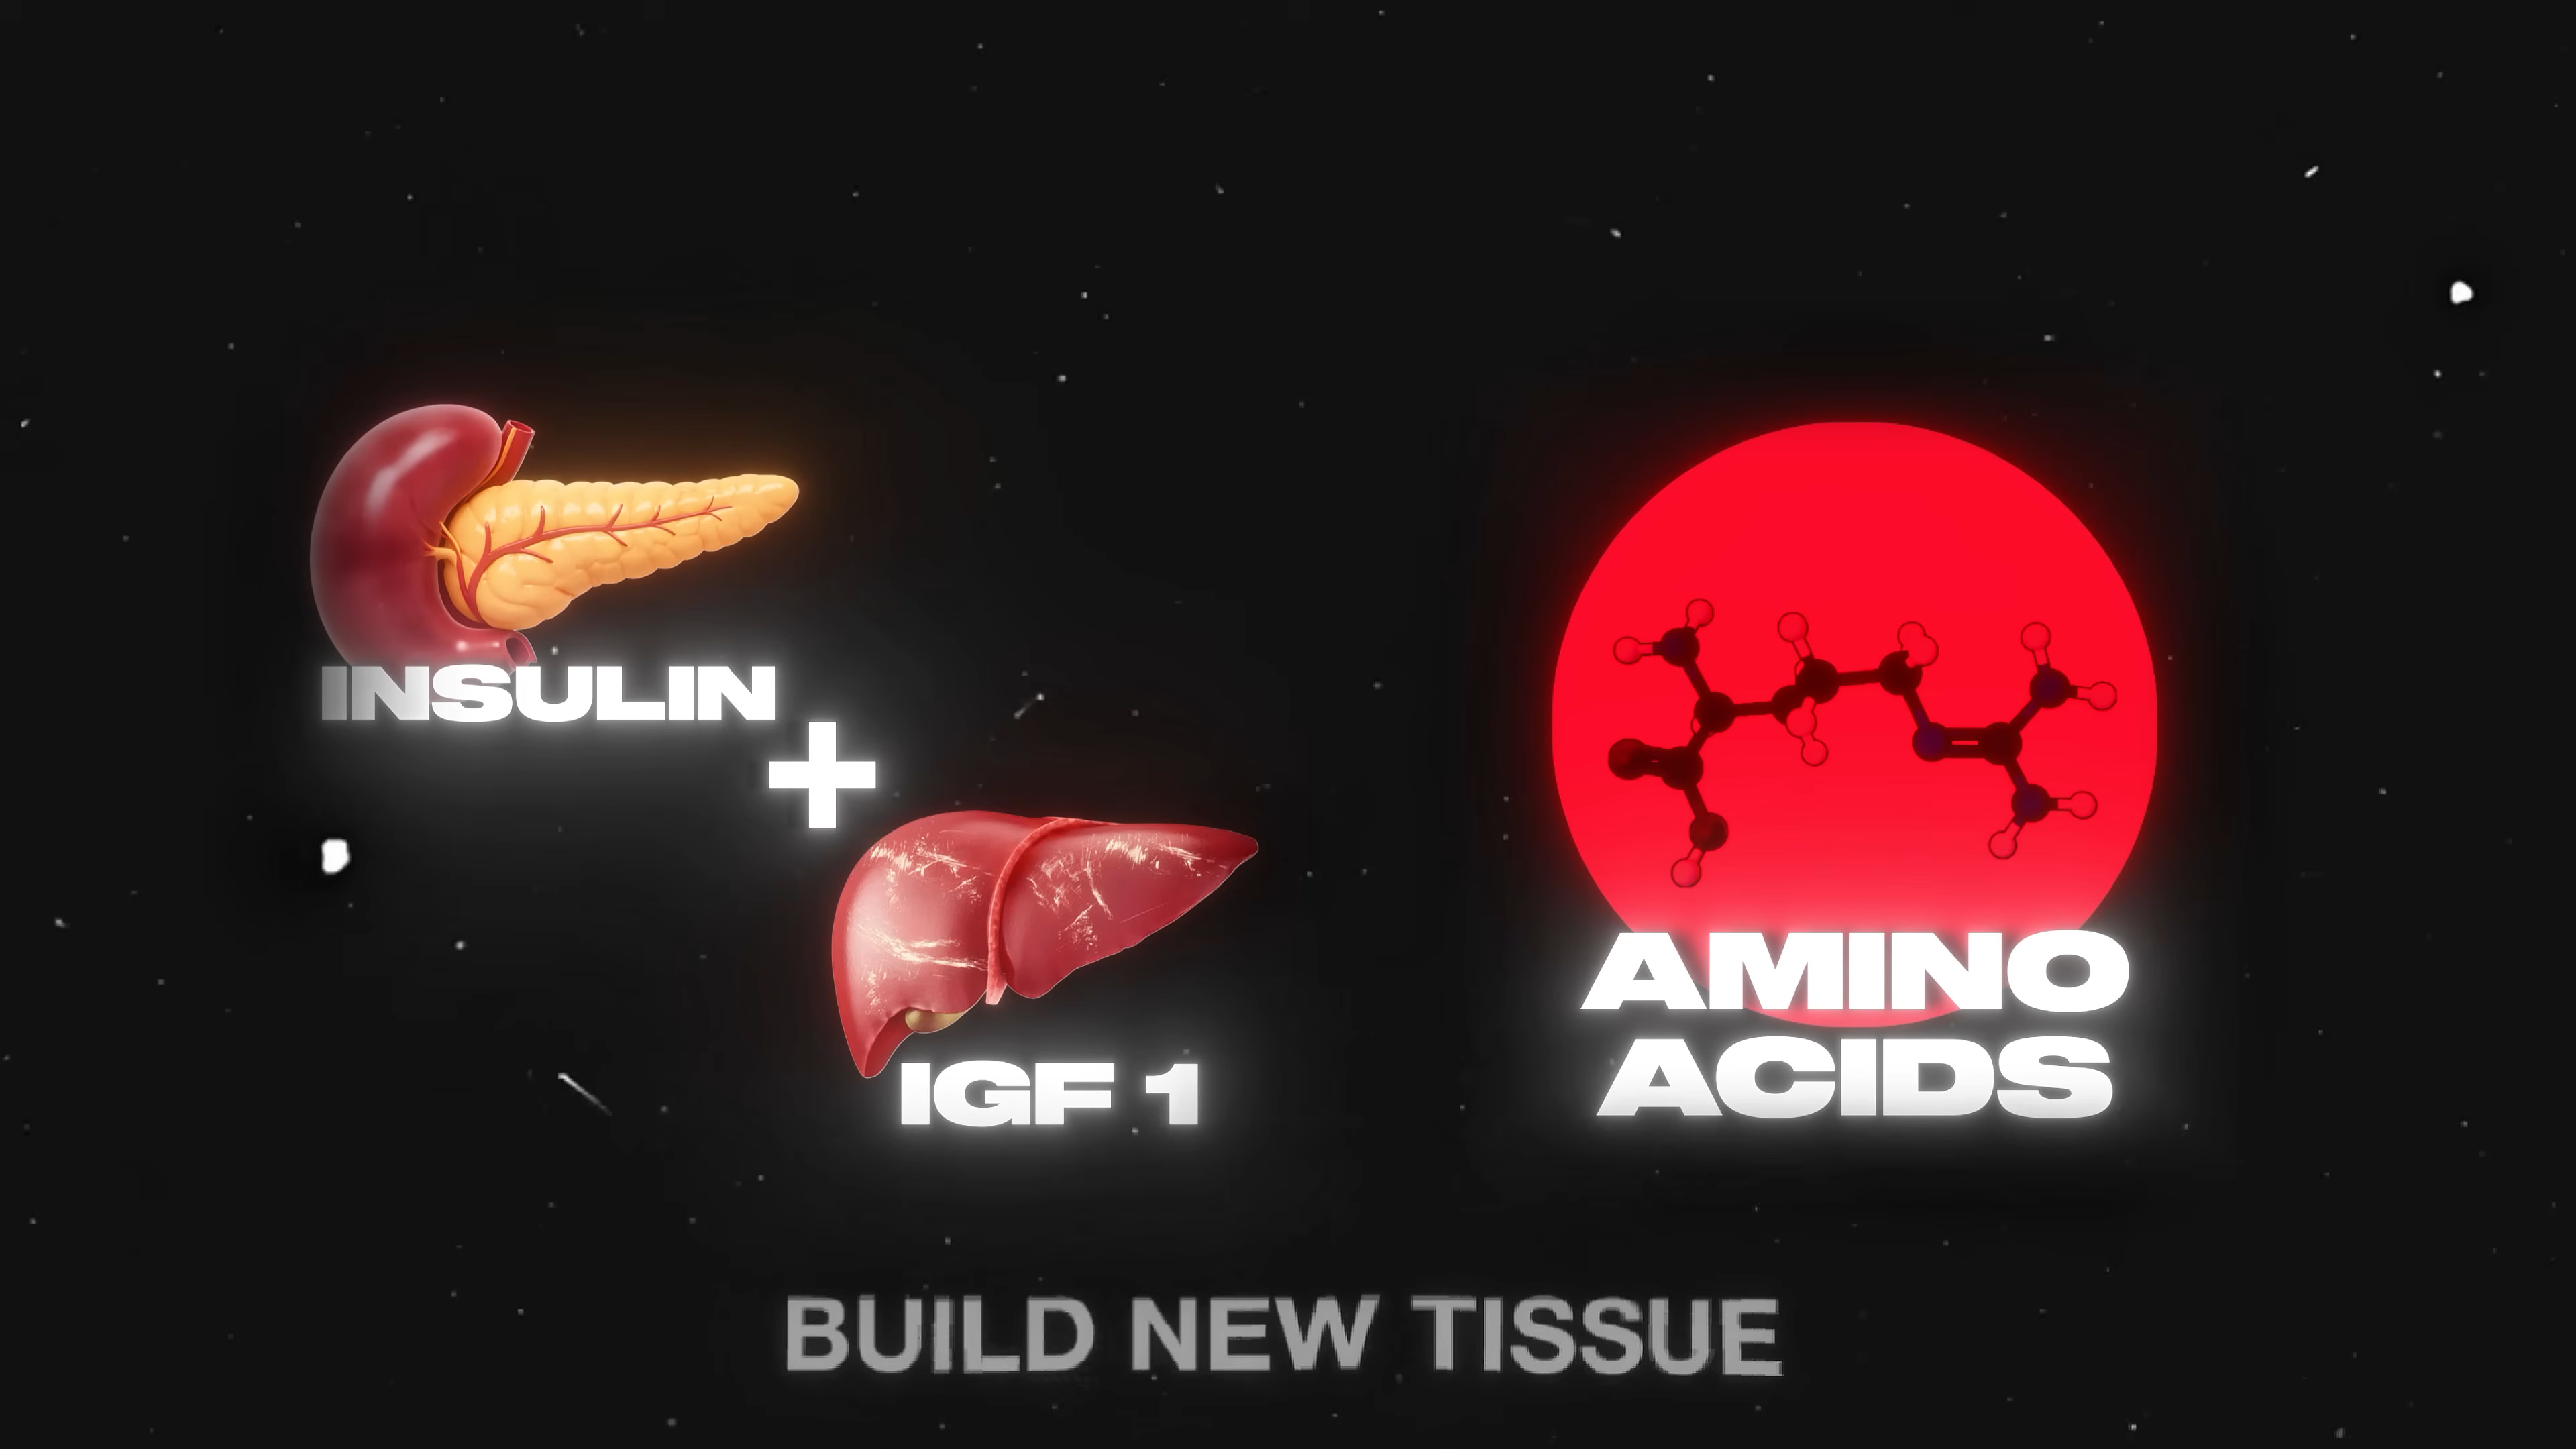 INSULIN
+
IGF 1
AMINO
ACIDS
BUILD NEW TISSUE